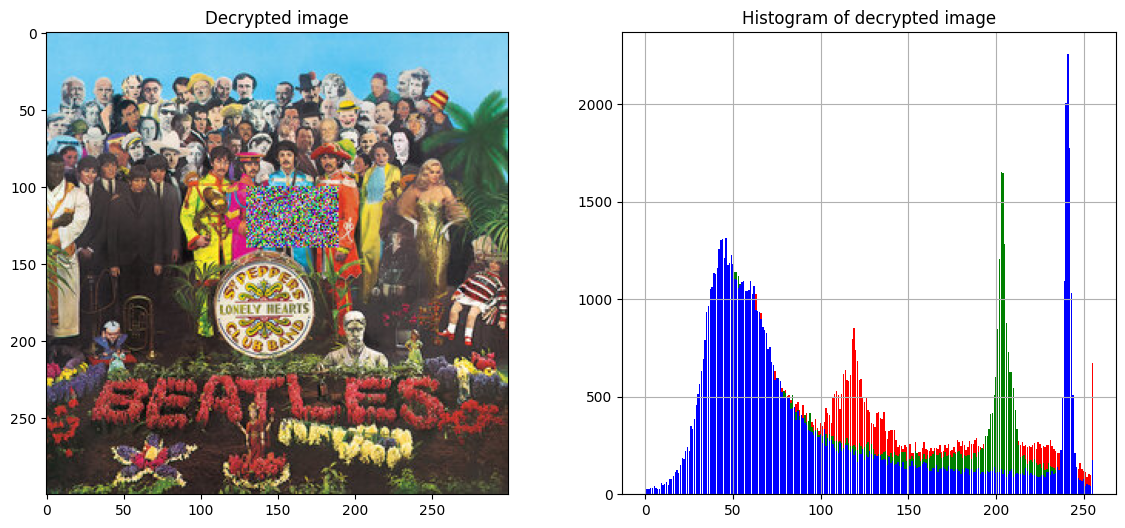 Decrypted image
0
50
100
150
200
250
0 50 100 150 200 250
SGT. PEPPERS
LONELY HEARTS
CLUB BAND
BEATLES
Histogram of decrypted image
2000
1500
1000
500
0
0 50 100 150 200 250